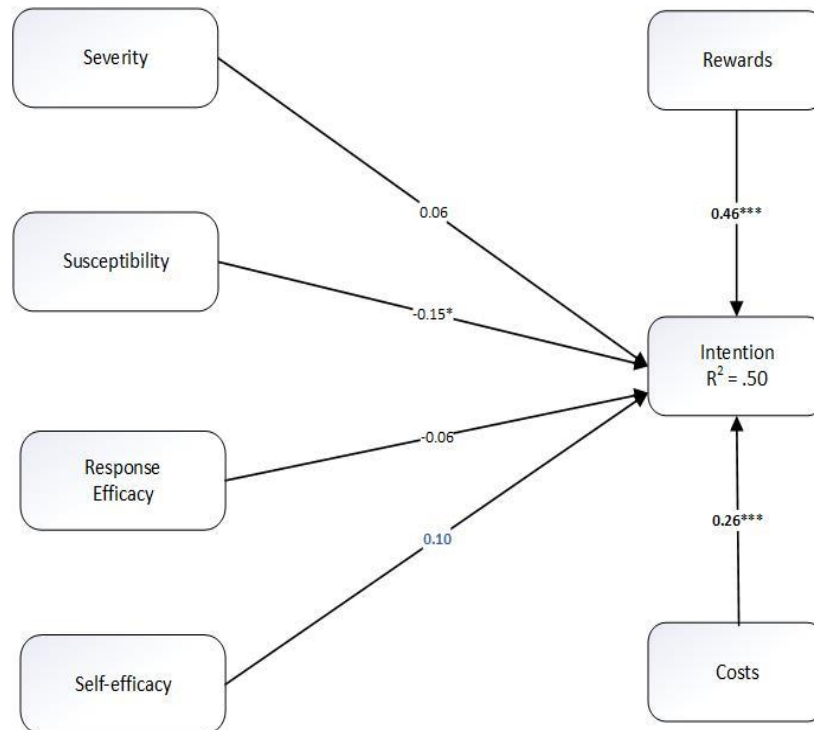 Severity
Rewards
0.06
0.46***
Susceptibility
-0.15*
Intention
R² = .50
Response
Efficacy
-0.06
0.10
0.26***
Self-efficacy
Costs